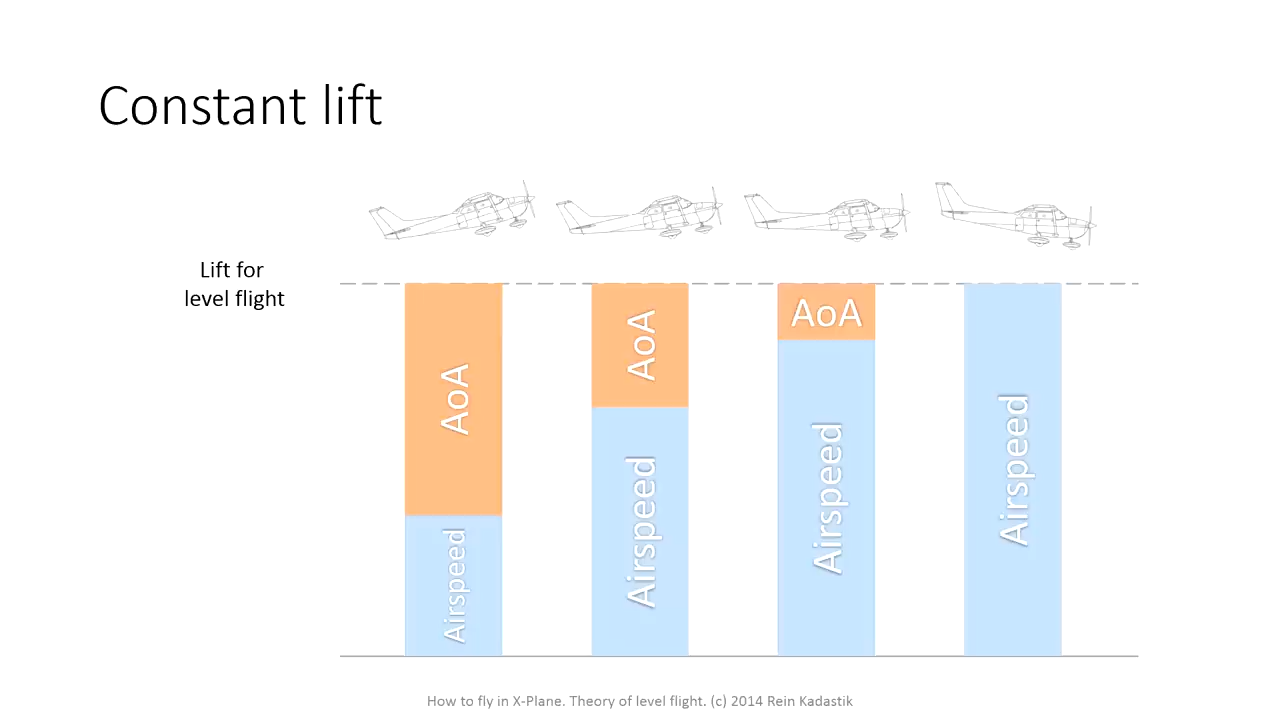 Constant lift
Lift for
level flight
AoA
AoA
AoA
Airspeed
Airspeed
Airspeed
Airspeed
How to fly in X-Plane. Theory of level flight. (c) 2014 Rein Kadastik